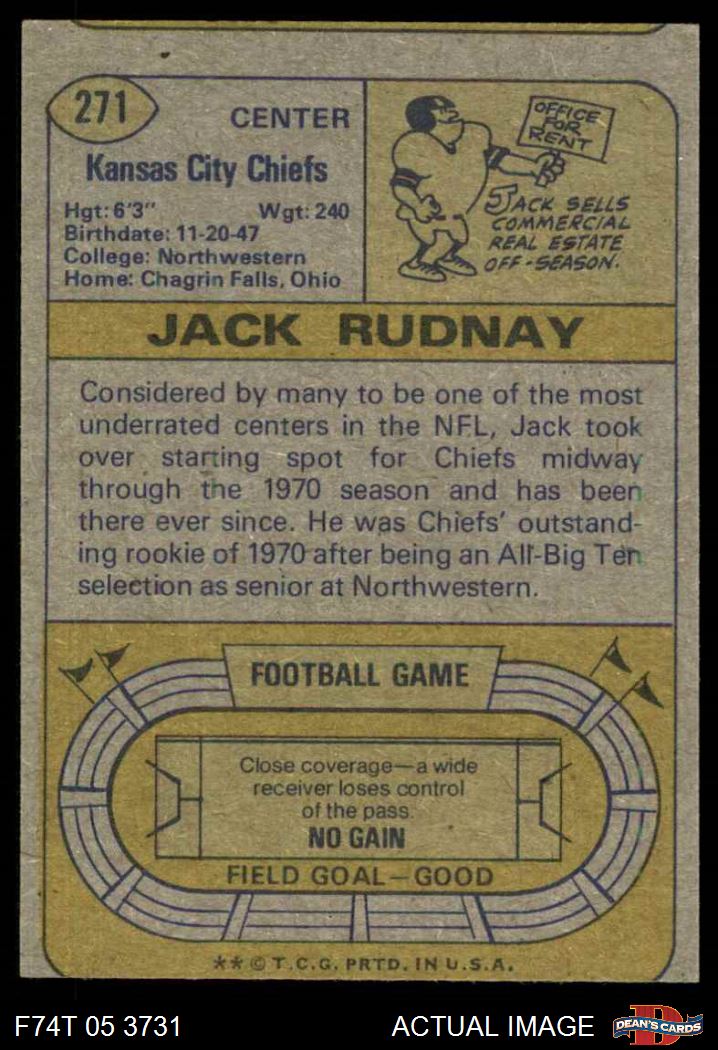 271
CENTER
Kansas City Chiefs
Hgt: 6'3" Wgt: 240
Birthdate: 11-20-47
College: Northwestern
Home: Chagrin Falls, Ohio
OFFICE
FOR
RENT
JACK SELLS
COMMERCIAL
REAL ESTATE
OFF-SEASON.
JACK RUDNAY
Considered by many to be one of the most
underrated centers in the NFL, Jack took
over starting spot for Chiefs midway
through the 1970 season and has been
there ever since. He was Chiefs' outstand-
ing rookie of 1970 after being an All-Big Ten
selection as senior at Northwestern.
FOOTBALL GAME
Close coverage—a wide
receiver loses control
of the pass.
NO GAIN
FIELD GOAL—GOOD
** © T.C.G. PRTD. IN U.S.A.
F74T 05 3731
ACTUAL IMAGE
D
DEAN'S CARDS